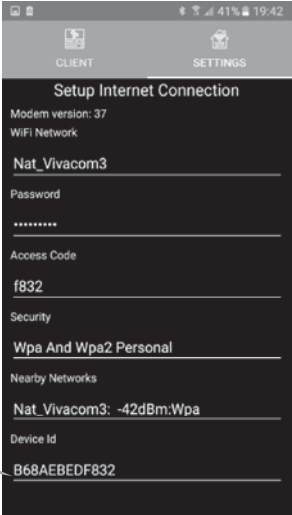 41% 19:42
CLIENT SETTINGS
Setup Internet Connection
Modem version: 37
WiFi Network
Nat_Vivacom3
Password
•••••••••
Access Code
f832
Security
Wpa And Wpa2 Personal
Nearby Networks
Nat_Vivacom3: -42dBm:Wpa
Device Id
B68AEBEDF832